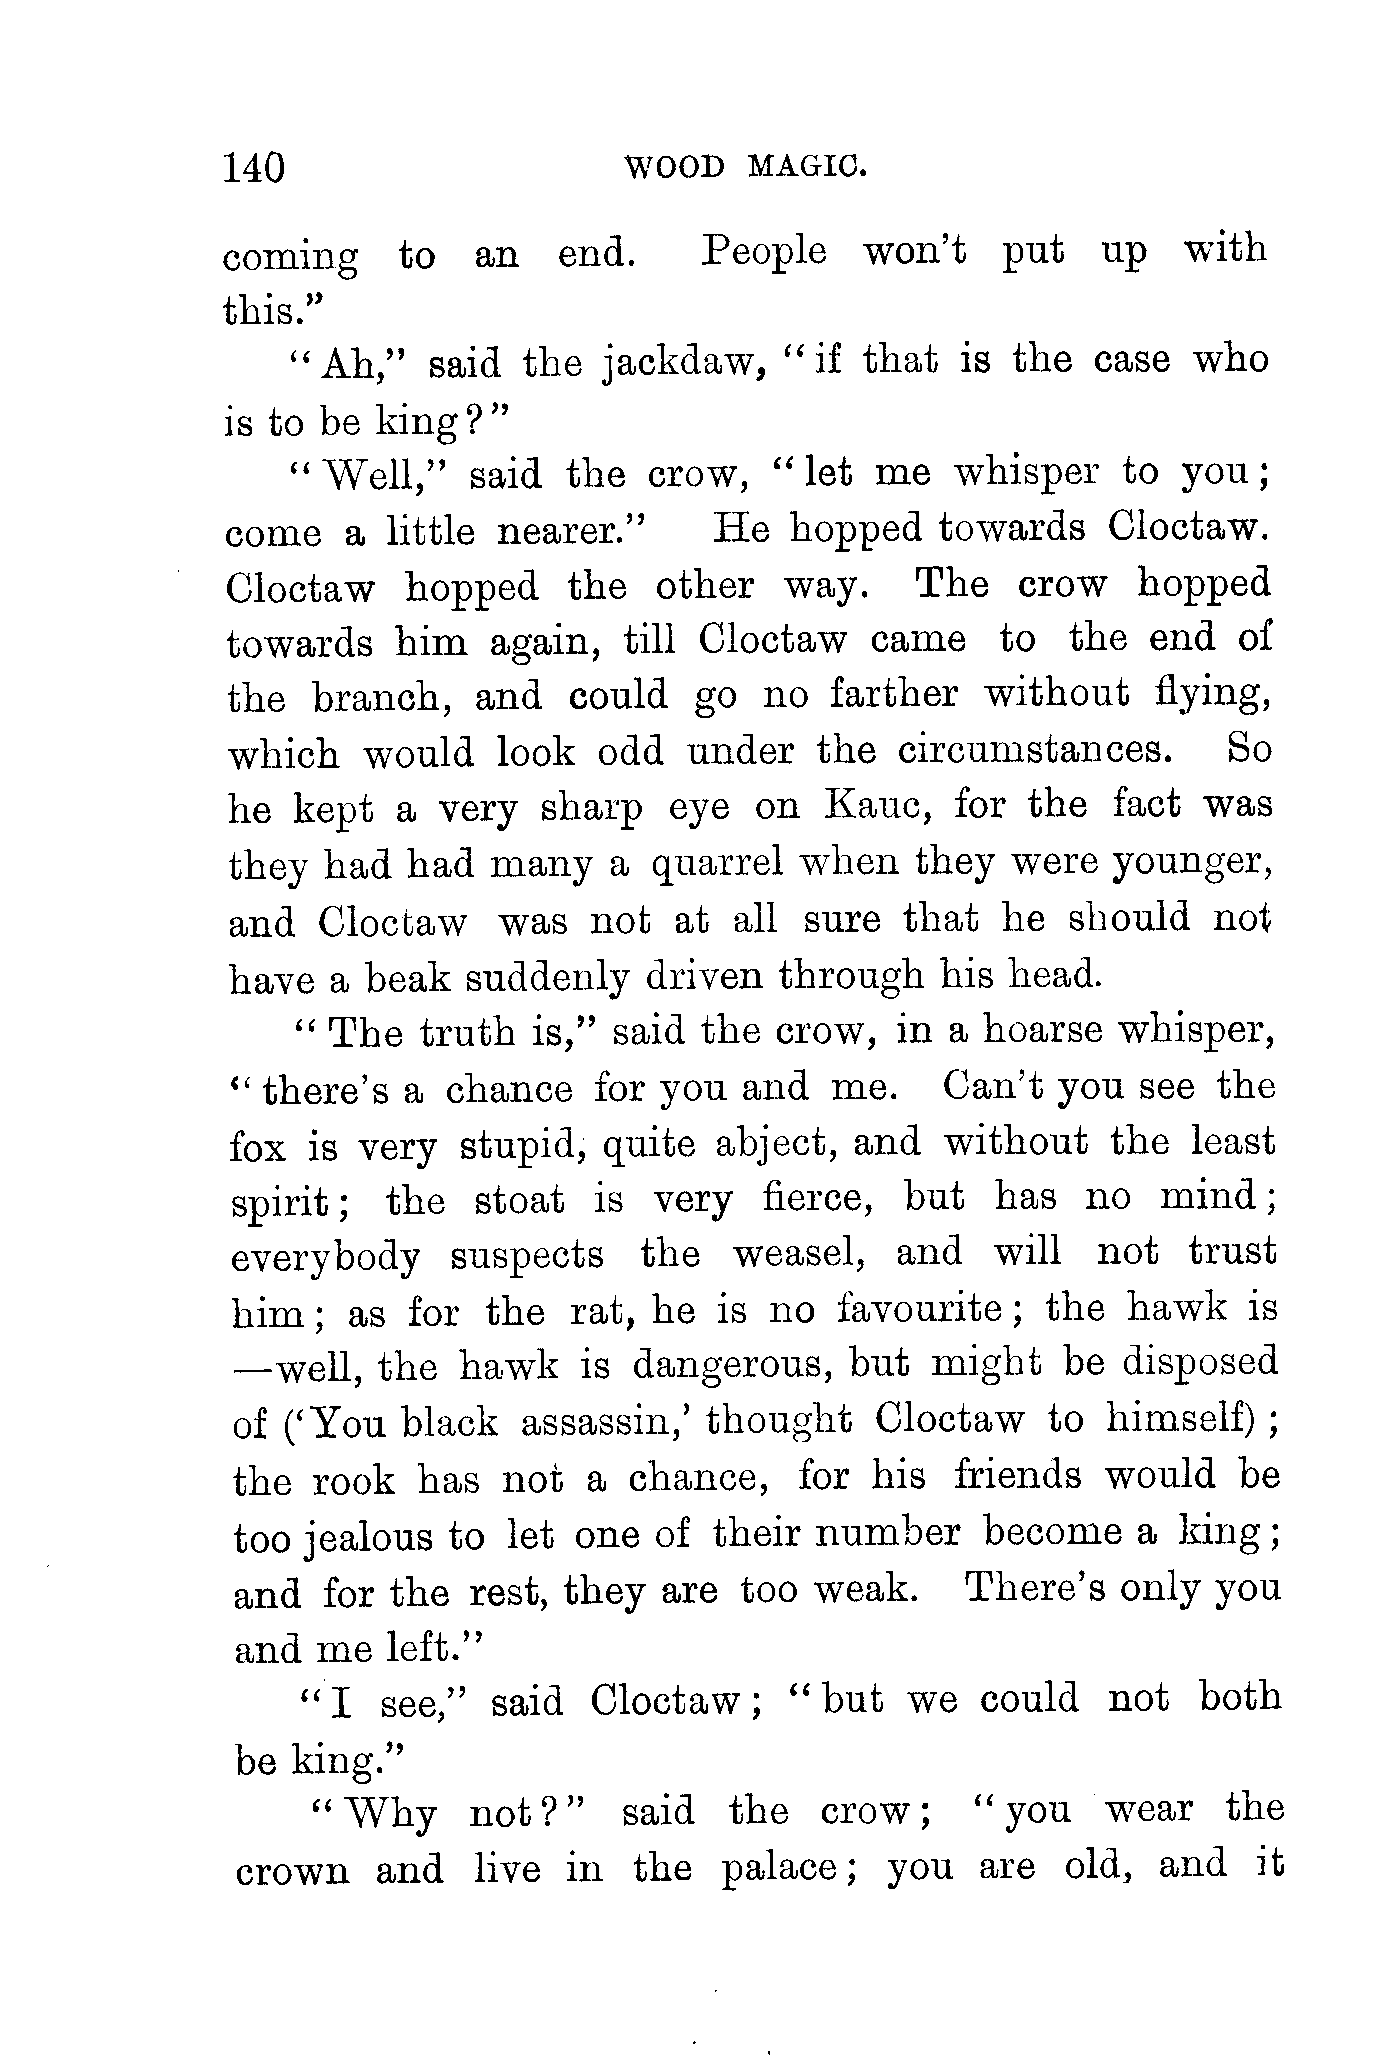 140 WOOD MAGIC.
coming to an end. People won't put up with
this."
"Ah," said the jackdaw, "if that is the case who
is to be king?"
"Well," said the crow, "let me whisper to you;
come a little nearer." He hopped towards Cloctaw.
Cloctaw hopped the other way. The crow hopped
towards him again, till Cloctaw came to the end of
the branch, and could go no farther without flying,
which would look odd under the circumstances. So
he kept a very sharp eye on Kauc, for the fact was
they had had many a quarrel when they were younger,
and Cloctaw was not at all sure that he should not
have a beak suddenly driven through his head.
"The truth is," said the crow, in a hoarse whisper,
"there's a chance for you and me. Can't you see the
fox is very stupid, quite abject, and without the least
spirit; the stoat is very fierce, but has no mind;
everybody suspects the weasel, and will not trust
him; as for the rat, he is no favourite; the hawk is
—well, the hawk is dangerous, but might be disposed
of ('You black assassin,' thought Cloctaw to himself);
the rook has not a chance, for his friends would be
too jealous to let one of their number become a king;
and for the rest, they are too weak. There's only you
and me left."
"I see," said Cloctaw; "but we could not both
be king."
"Why not?" said the crow; "you wear the
crown and live in the palace; you are old, and it